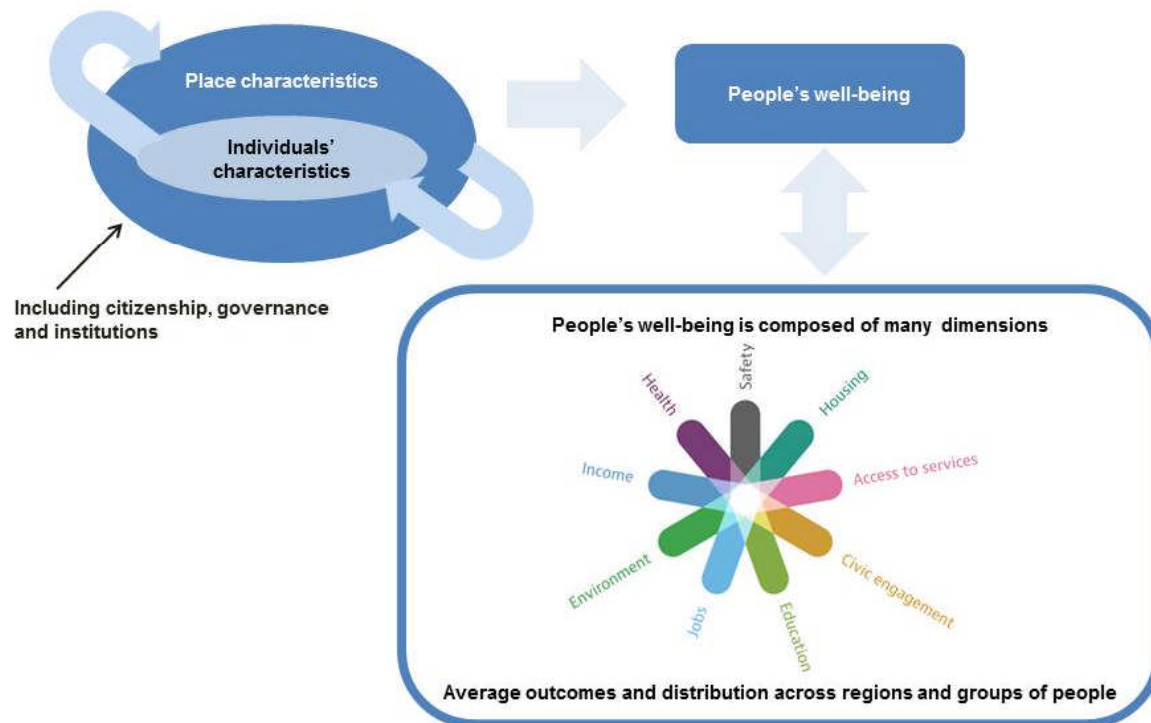 Place characteristics
Individuals'
characteristics
People's well-being
Including citizenship, governance
and institutions
People's well-being is composed of many dimensions
Safety
Health
Housing
Income
Access to services
Environment
Civic engagement
Jobs
Education
Average outcomes and distribution across regions and groups of people